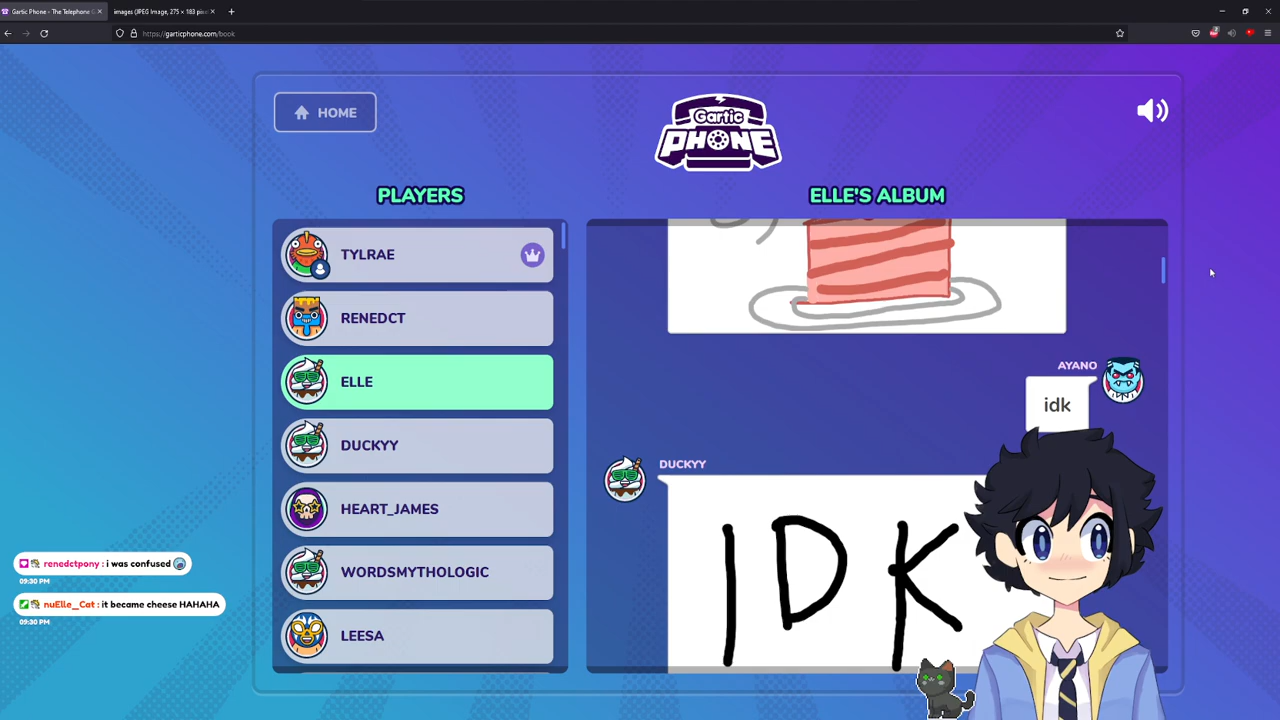 Gartic Phone - The Telephone G
images (JPEG Image, 275 × 183 pixel
https://garticphone.com/book
HOME
Gartic
PHONE
PLAYERS
ELLE'S ALBUM
TYLRAE
RENEDCT
ELLE
DUCKYY
HEART_JAMES
WORDSMYTHOLOGIC
LEESA
AYANO
idk
DUCKYY
IDK
renedctpony : i was confused
09:30 PM
nuElle_Cat : it became cheese HAHAHA
09:30 PM